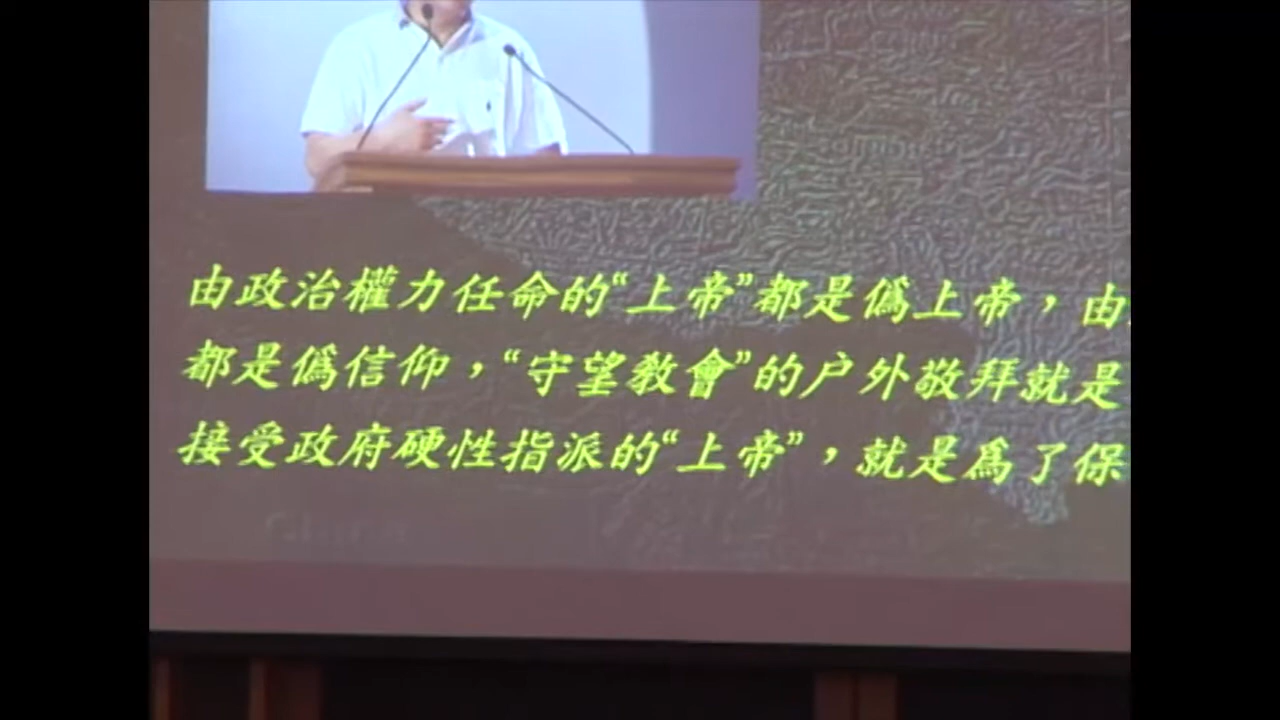 由政治權力任命的“上帝”都是僞上帝，由
都是僞信仰，“守望教會”的户外敬拜就是
接受政府硬性指派的“上帝”，就是爲了保